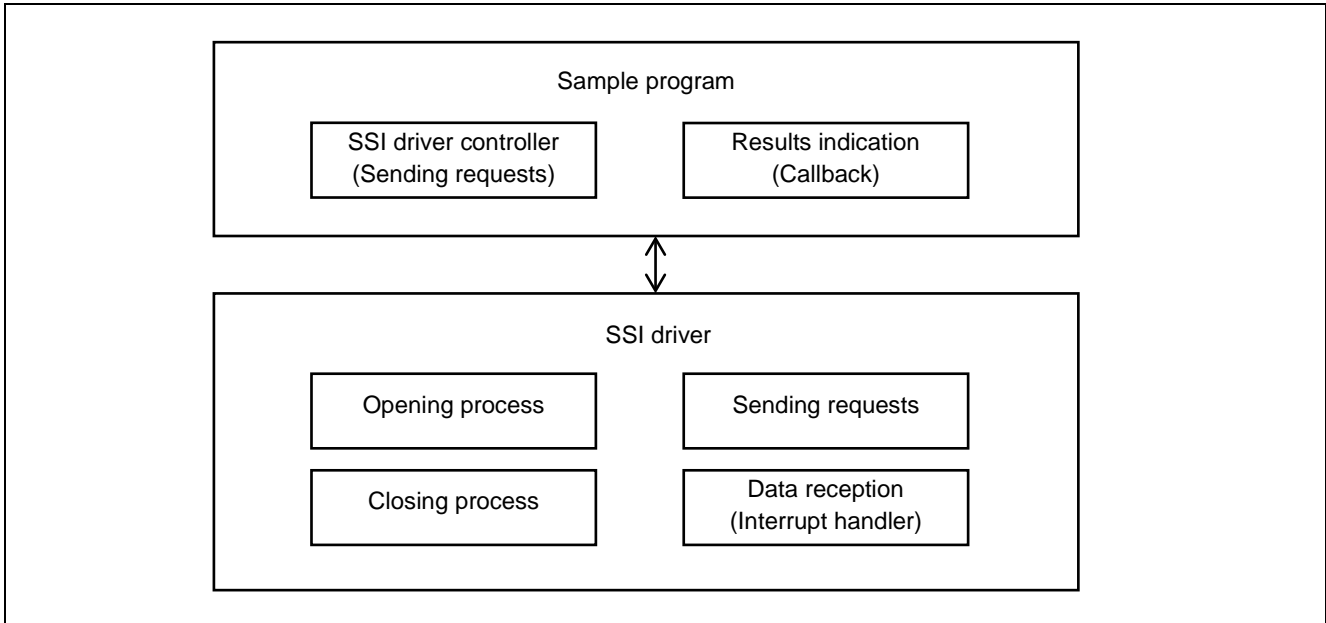 Sample program
SSI driver controller
(Sending requests)
Results indication
(Callback)
SSI driver
Opening process
Sending requests
Closing process
Data reception
(Interrupt handler)